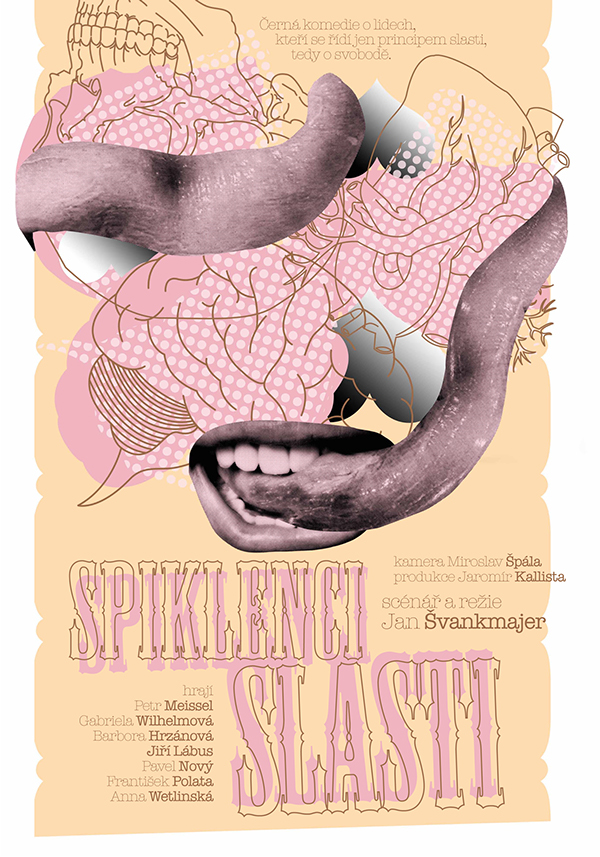 Černá komedie o lidech,
kteří se řídí jen principem slasti,
tedy o svobodě.
kamera Miroslav Špála
produkce Jaromír Kallista
scénář a režie
Jan Švankmajer
SPIKLENCI
SLASTI
hrají
Petr Meissel
Gabriela Wilhelmová
Barbora Hrzánová
Jiří Lábus
Pavel Nový
František Polata
Anna Wetlinská